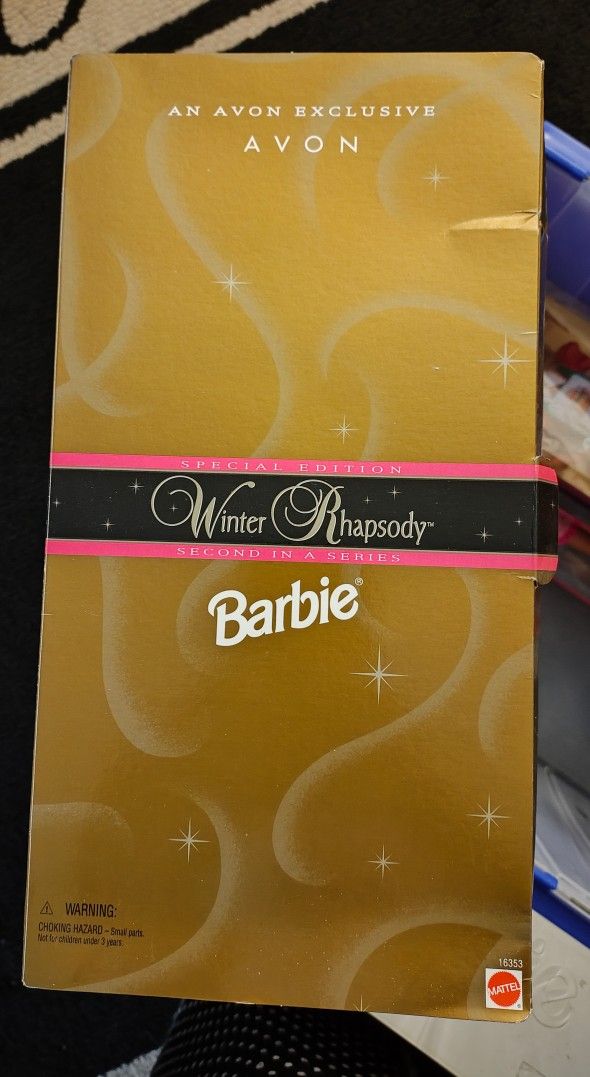 AN AVON EXCLUSIVE
AVON
SPECIAL EDITION
Winter Rhapsody™
SECOND IN A SERIES
Barbie®
⚠ WARNING:
CHOKING HAZARD – Small parts.
Not for children under 3 years.
16353
MATTEL